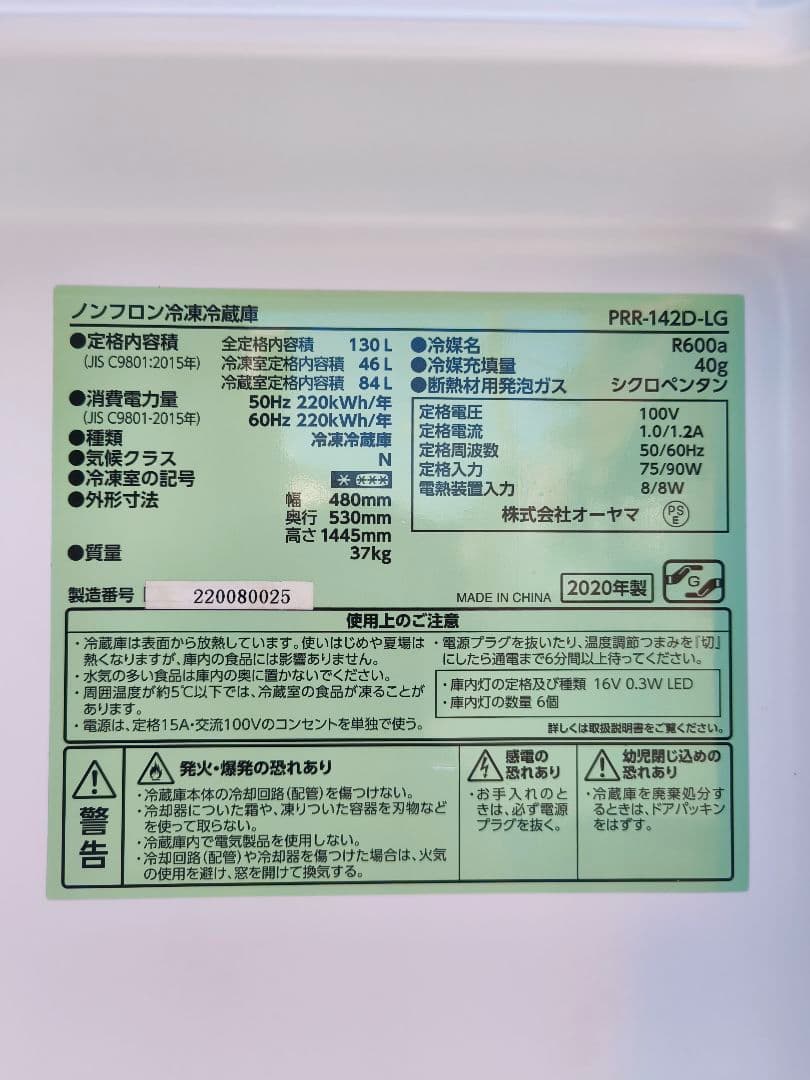 ノンフロン冷凍冷蔵庫
PRR-142D-LG
●定格内容積 全定格内容積 130L
(JIS C9801:2015年) 冷凍室定格内容積 46L
冷蔵室定格内容積 84L
●消費電力量 50Hz 220kWh/年
(JIS C9801-2015年) 60Hz 220kWh/年
●種類 冷凍冷蔵庫
●気候クラス N
●冷凍室の記号
●外形寸法 幅 480mm
奥行 530mm
高さ 1445mm
●質量 37kg
●冷媒名 R600a
●冷媒充填量 40g
●断熱材用発泡ガス シクロペンタン
定格電圧 100V
定格電流 1.0/1.2A
定格周波数 50/60Hz
定格入力 75/90W
電熱装置入力 8/8W
株式会社オーヤマ PSE
製造番号 220080025
MADE IN CHINA 2020年製 G
使用上のご注意
・冷蔵庫は表面から放熱しています。使いはじめや夏場は
熱くなりますが、庫内の食品には影響ありません。
・水気の多い食品は庫内の奥に置かないでください。
・周囲温度が約5℃以下では、冷蔵室の食品が凍ることが
あります。
・電源は、定格15A・交流100Vのコンセントを単独で使う。
・電源プラグを抜いたり、温度調節つまみを『切』
にしたら通電まで6分間以上待ってください。
・庫内灯の定格及び種類 16V 0.3W LED
・庫内灯の数量 6個
詳しくは取扱説明書をご覧ください。
警告
発火・爆発の恐れあり
・冷蔵庫本体の冷却回路(配管)を傷つけない。
・冷却器についた霜や、凍りついた容器を刃物など
を使って取らない。
・冷蔵庫内で電気製品を使用しない。
・冷却回路(配管)や冷却器を傷つけた場合は、火気
の使用を避け、窓を開けて換気する。
感電の
恐れあり
・お手入れのと
きは、必ず電源
プラグを抜く。
幼児閉じ込めの
恐れあり
・冷蔵庫を廃棄処分す
るときは、ドアパッキン
をはずす。